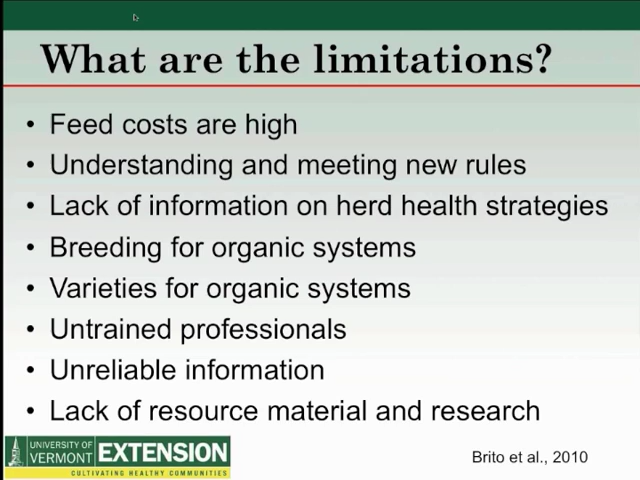 What are the limitations?
• Feed costs are high
• Understanding and meeting new rules
• Lack of information on herd health strategies
• Breeding for organic systems
• Varieties for organic systems
• Untrained professionals
• Unreliable information
• Lack of resource material and research
UNIVERSITY OF
VERMONT
EXTENSION
CULTIVATING HEALTHY COMMUNITIES
Brito et al., 2010